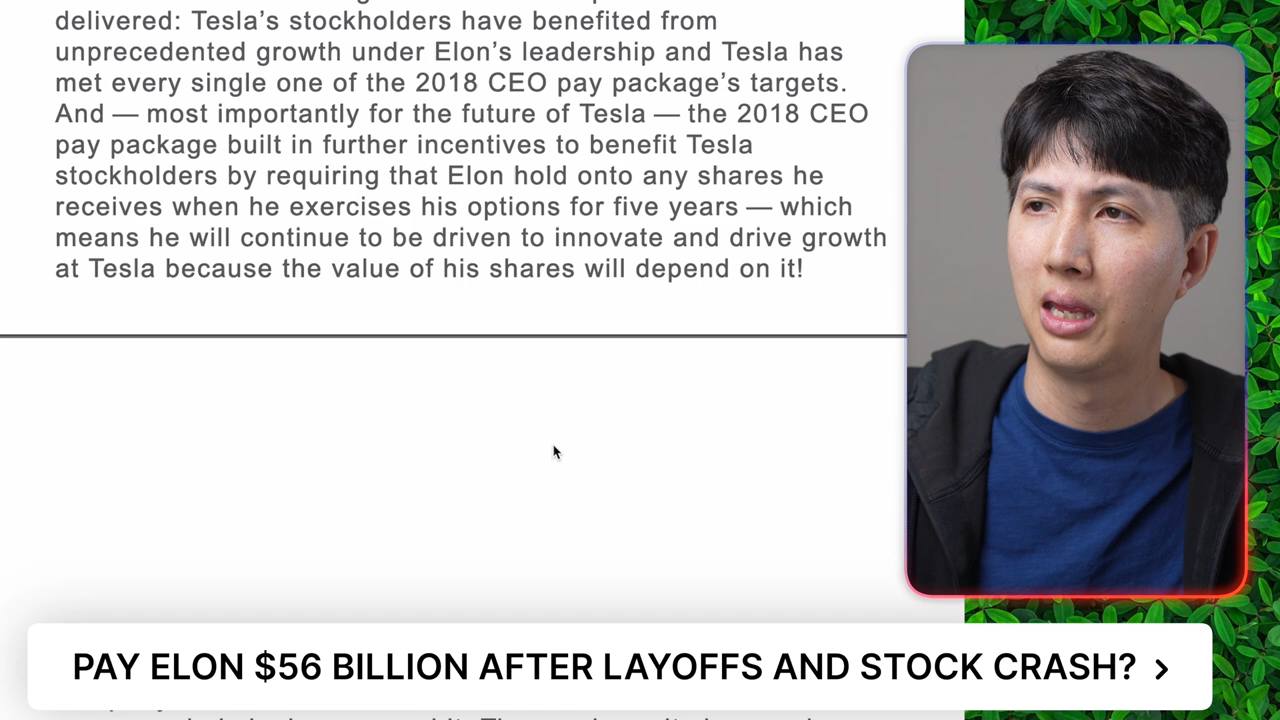 delivered: Tesla’s stockholders have benefited from
unprecedented growth under Elon’s leadership and Tesla has
met every single one of the 2018 CEO pay package’s targets.
And — most importantly for the future of Tesla — the 2018 CEO
pay package built in further incentives to benefit Tesla
stockholders by requiring that Elon hold onto any shares he
receives when he exercises his options for five years — which
means he will continue to be driven to innovate and drive growth
at Tesla because the value of his shares will depend on it!
PAY ELON $56 BILLION AFTER LAYOFFS AND STOCK CRASH? ›